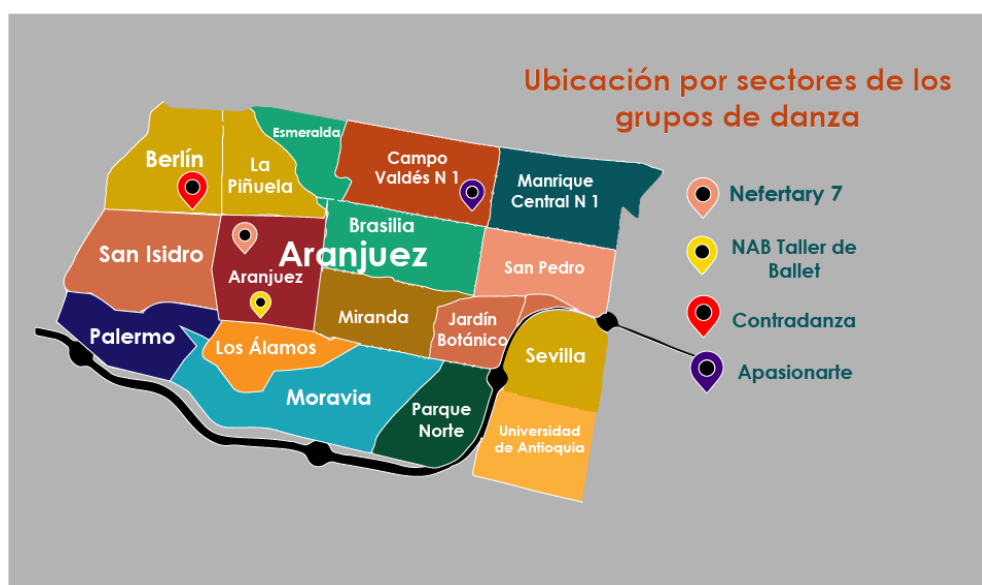 Ubicación por sectores de los
grupos de danza
Esmeralda
Berlín
La
Piñuela
Campo
Valdés N 1
Manrique
Central N 1
Nefertary 7
San Isidro
Aranjuez
Brasilia
Aranjuez
San Pedro
NAB Taller de
Ballet
Palermo
Los Álamos
Miranda
Jardín
Botánico
Contradanza
Sevilla
Apasionarte
Moravia
Parque
Norte
Universidad
de Antioquia